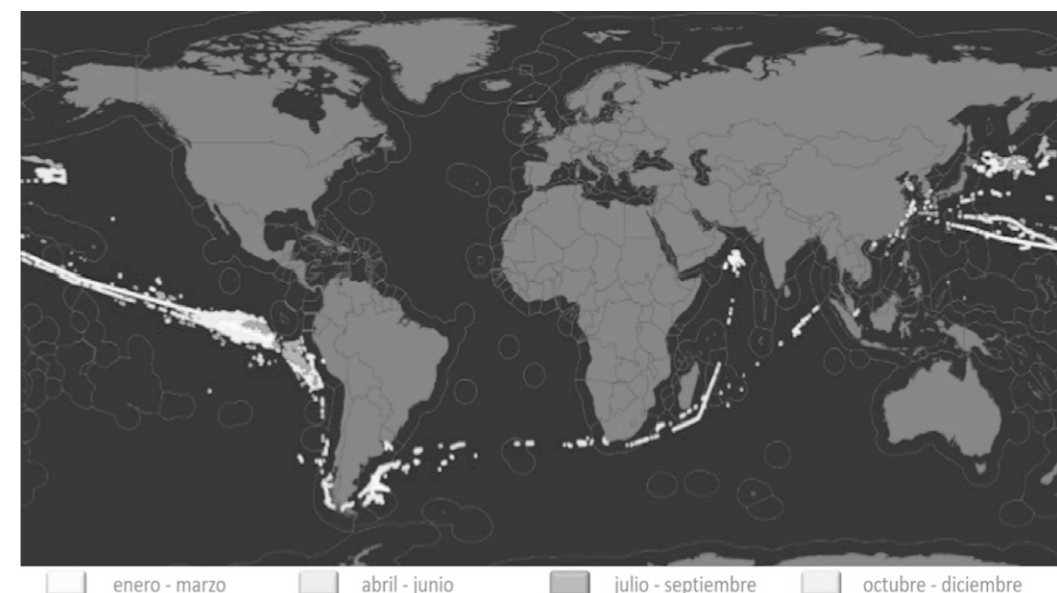 enero - marzo abril - junio julio - septiembre octubre - diciembre